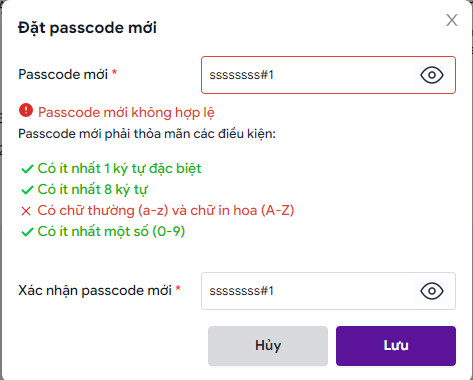 Đặt passcode mới
Passcode mới * ssssssss#1
Passcode mới không hợp lệ
Passcode mới phải thỏa mãn các điều kiện:
Có ít nhất 1 ký tự đặc biệt
Có ít nhất 8 ký tự
Có chữ thường (a-z) và chữ in hoa (A-Z)
Có ít nhất một số (0-9)
Xác nhận passcode mới * ssssssss#1
Hủy Lưu